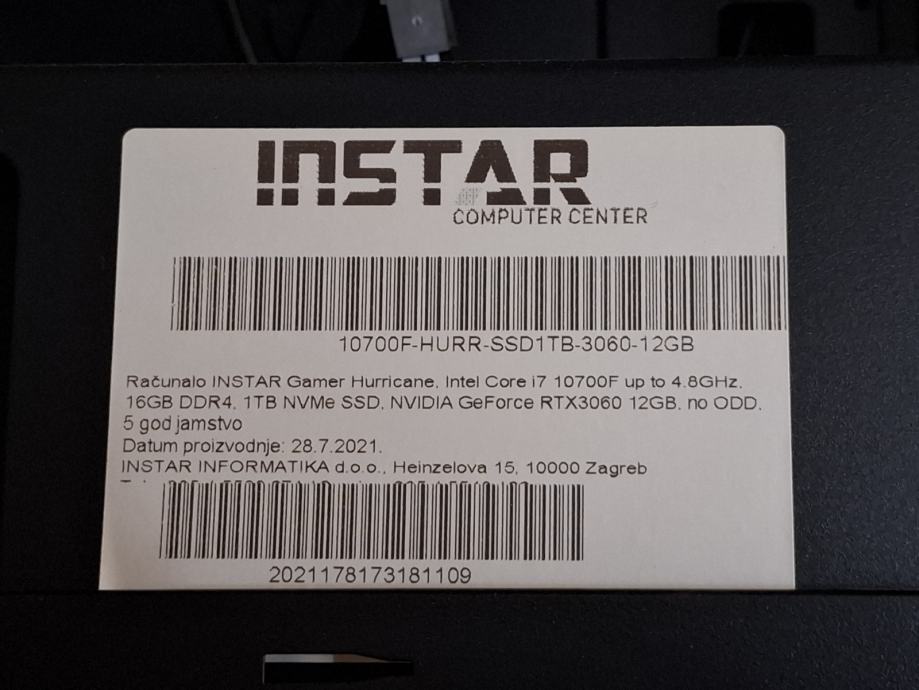 INSTAR
COMPUTER CENTER
10700F-HURR-SSD1TB-3060-12GB
Računalo INSTAR Gamer Hurricane, Intel Core i7 10700F up to 4.8GHz,
16GB DDR4, 1TB NVMe SSD, NVIDIA GeForce RTX3060 12GB, no ODD,
5 god jamstvo
Datum proizvodnje: 28.7.2021.
INSTAR INFORMATIKA d.o.o., Heinzelova 15, 10000 Zagreb
2021178173181109